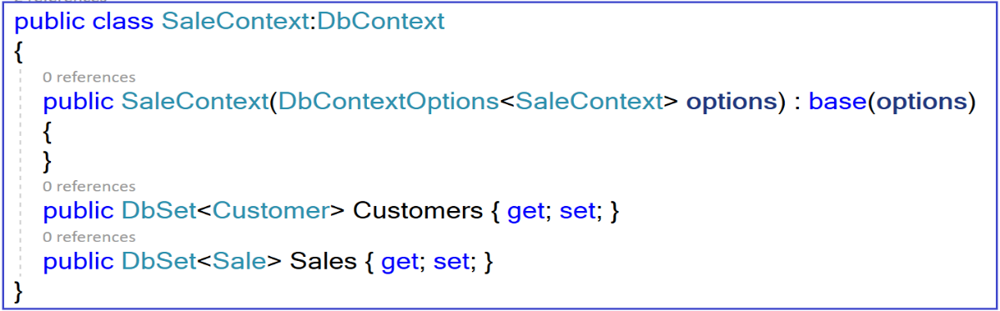 public class SaleContext:DbContext
{
0 references
public SaleContext(DbContextOptions<SaleContext> options) : base(options)
{
}
0 references
public DbSet<Customer> Customers { get; set; }
0 references
public DbSet<Sale> Sales { get; set; }
}